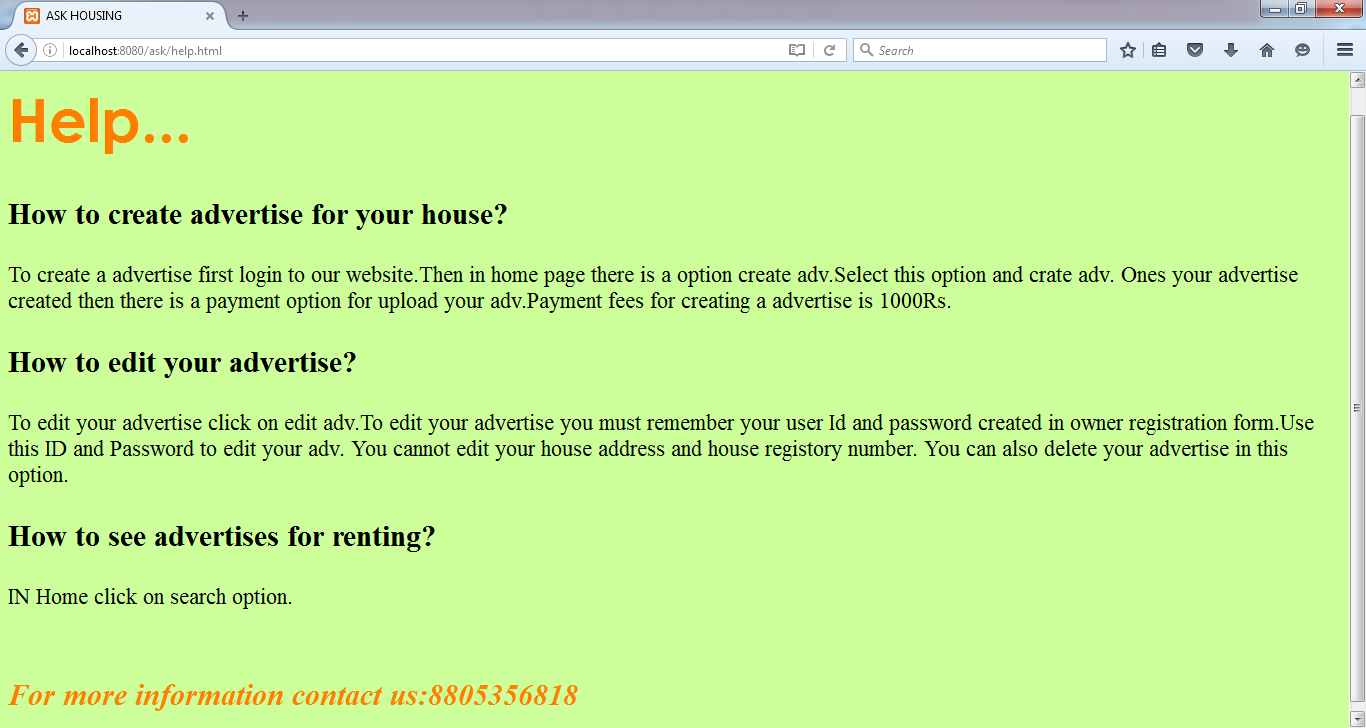 ASK HOUSING
localhost:8080/ask/help.html
Search
Help...
How to create advertise for your house?
To create a advertise first login to our website.Then in home page there is a option create adv.Select this option and crate adv. Ones your advertise
created then there is a payment option for upload your adv.Payment fees for creating a advertise is 1000Rs.
How to edit your advertise?
To edit your advertise click on edit adv.To edit your advertise you must remember your user Id and password created in owner registration form.Use
this ID and Password to edit your adv. You cannot edit your house address and house registory number. You can also delete your advertise in this
option.
How to see advertises for renting?
IN Home click on search option.
For more information contact us:8805356818